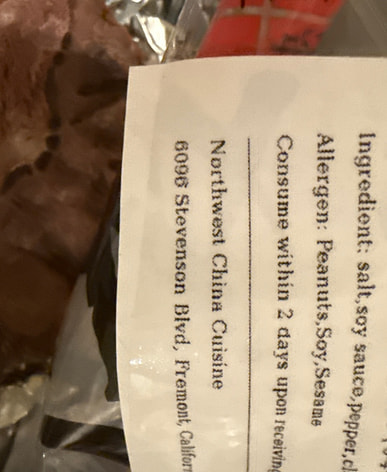 Ingredient: salt,soy sauce,pepper,
Allergen: Peanuts,Soy,Sesame
Consume within 2 days upon receiving
Northwest China Cuisine
6096 Stevenson Blvd, Fremont,